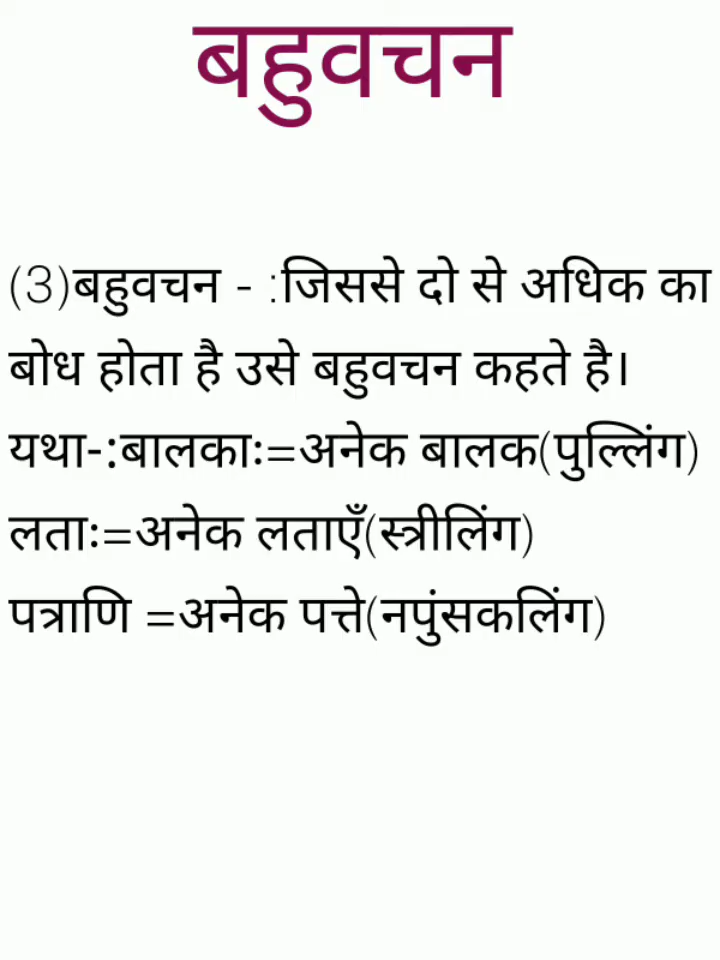 बहुवचन
(3)बहुवचन - :जिससे दो से अधिक का
बोध होता है उसे बहुवचन कहते है।
यथा-:बालकाः=अनेक बालक(पुल्लिंग)
लताः=अनेक लताएँ(स्त्रीलिंग)
पत्राणि =अनेक पत्ते(नपुंसकलिंग)